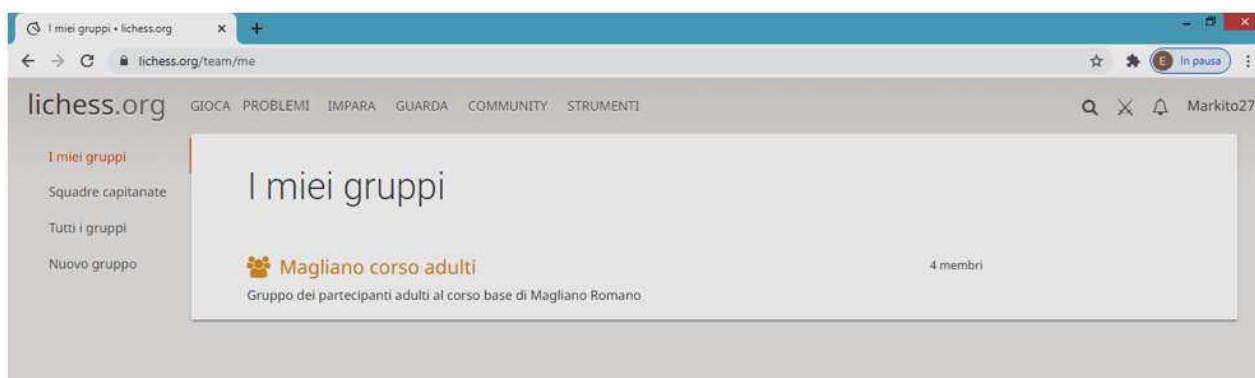 I miei gruppi • lichess.org
lichess.org/team/me
E In pausa
lichess.org GIOCA PROBLEMI IMPARA GUARDA COMMUNITY STRUMENTI Markito27
I miei gruppi
Squadre capitanate
Tutti i gruppi
Nuovo gruppo
I miei gruppi
Magliano corso adulti 4 membri
Gruppo dei partecipanti adulti al corso base di Magliano Romano